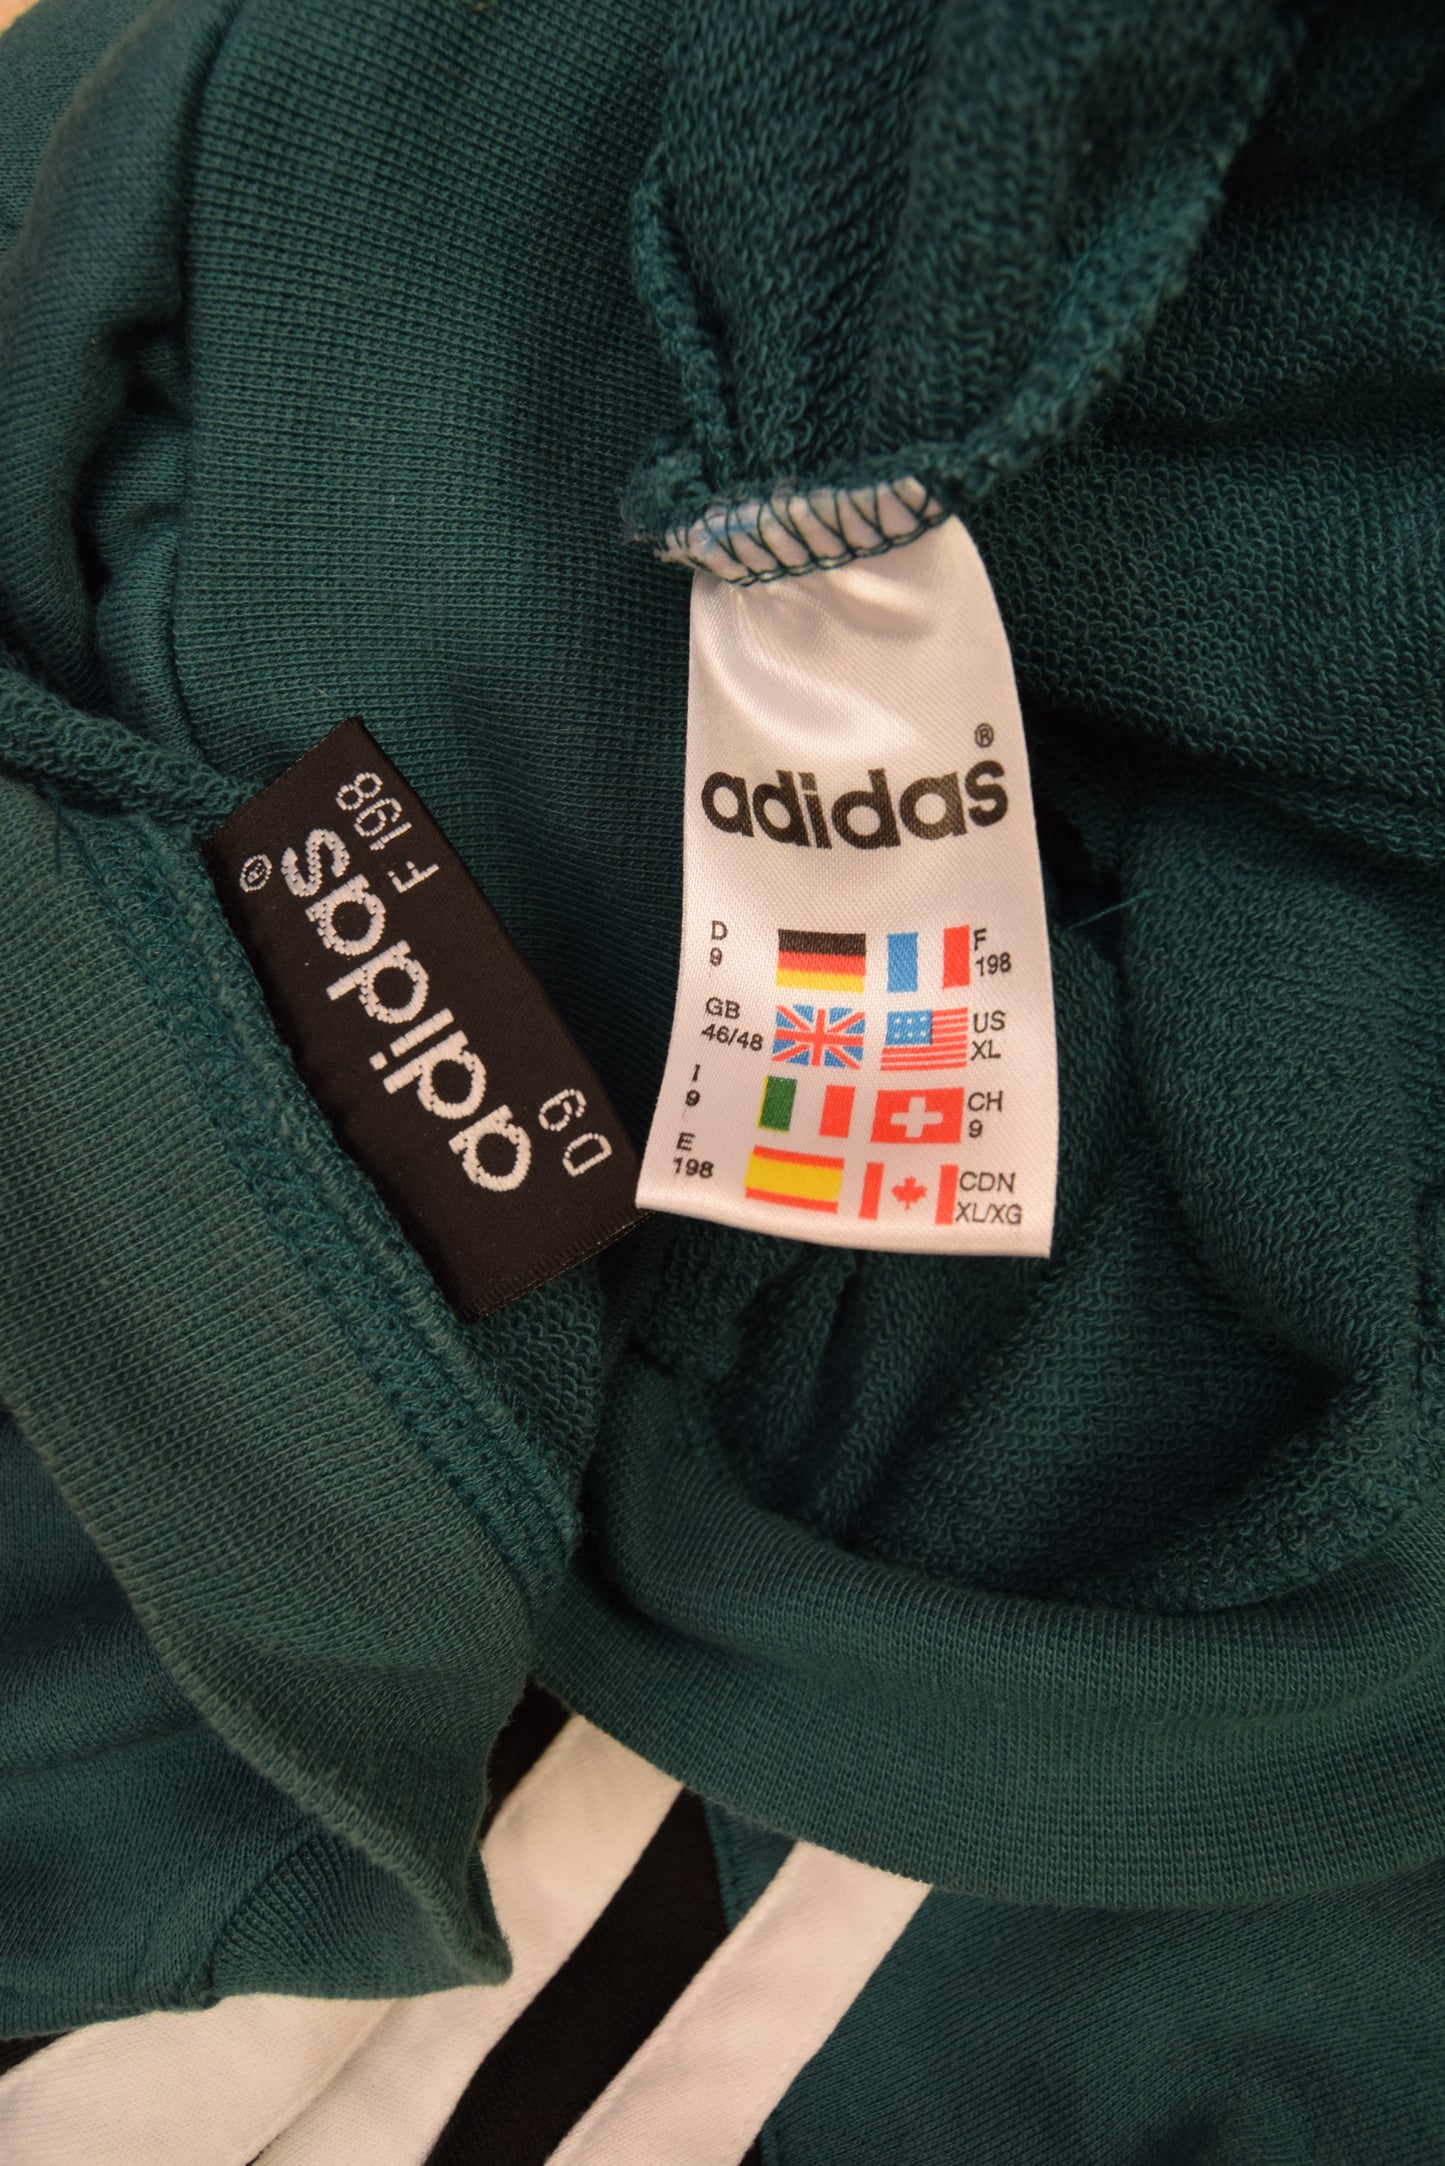 F 198
adidas
®
D 9
®
adidas
D
9
F
198
GB
46/48
US
XL
I
9
CH
9
E
198
CDN
XL/XG